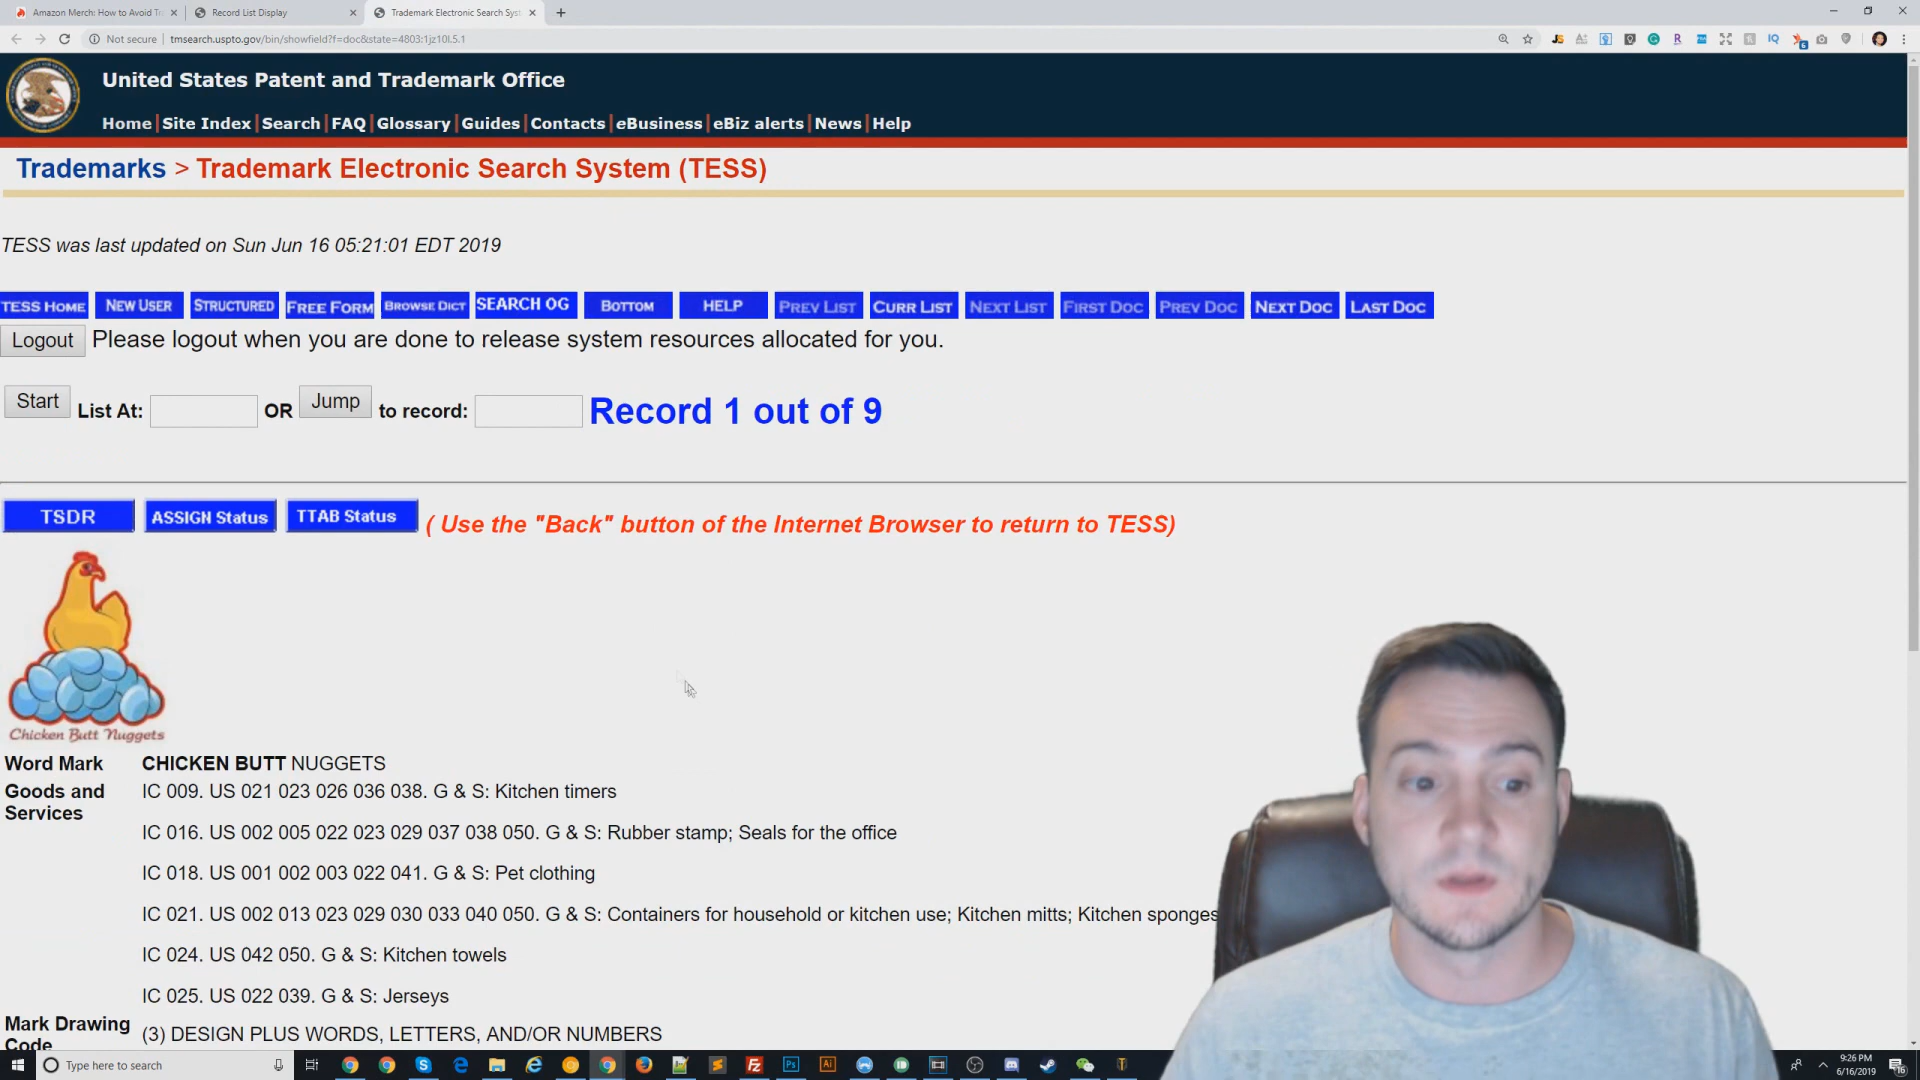 Amazon Merch: How to Avoid Tr
Record List Display
Trademark Electronic Search Syst
Not secure | tmsearch.uspto.gov/bin/showfield?f=doc&state=4803:1jz10l.5.1
United States Patent and Trademark Office
Home | Site Index | Search | FAQ | Glossary | Guides | Contacts | eBusiness | eBiz alerts | News | Help
Trademarks > Trademark Electronic Search System (TESS)
TESS was last updated on Sun Jun 16 05:21:01 EDT 2019
TESS HOME NEW USER STRUCTURED FREE FORM BROWSE DICT SEARCH OG BOTTOM HELP PREV LIST CURR LIST NEXT LIST FIRST DOC PREV DOC NEXT DOC LAST DOC
Logout Please logout when you are done to release system resources allocated for you.
Start List At: OR Jump to record: Record 1 out of 9
TSDR ASSIGN Status TTAB Status ( Use the "Back" button of the Internet Browser to return to TESS)
Chicken Butt Nuggets
Word Mark CHICKEN BUTT NUGGETS
Goods and Services IC 009. US 021 023 026 036 038. G & S: Kitchen timers
IC 016. US 002 005 022 023 029 037 038 050. G & S: Rubber stamp; Seals for the office
IC 018. US 001 002 003 022 041. G & S: Pet clothing
IC 021. US 002 013 023 029 030 033 040 050. G & S: Containers for household or kitchen use; Kitchen mitts; Kitchen sponges
IC 024. US 042 050. G & S: Kitchen towels
IC 025. US 022 039. G & S: Jerseys
Mark Drawing Code (3) DESIGN PLUS WORDS, LETTERS, AND/OR NUMBERS
Type here to search
9:26 PM
6/16/2019